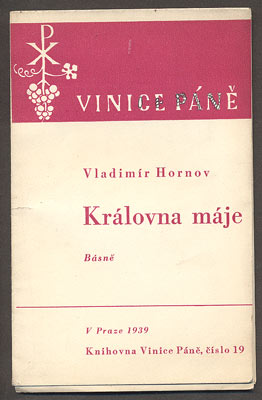 VINICE PÁNĚ
Vladimír Hornov
Královna máje
Básně
V Praze 1939
Knihovna Vinice Páně, číslo 19